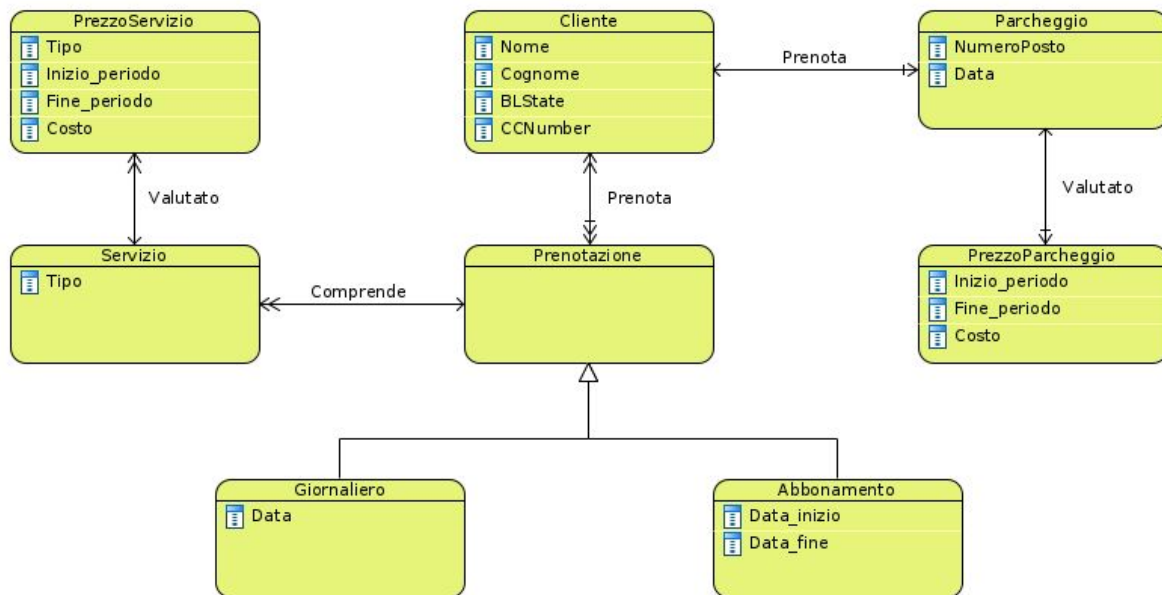 PrezzoServizio
Tipo
Inizio_periodo
Fine_periodo
Costo
Cliente
Nome
Cognome
BLState
CCNumber
Prenota
Parcheggio
NumeroPosto
Data
Valutato
Prenota
Valutato
Servizio
Tipo
Comprende
Prenotazione
PrezzoParcheggio
Inizio_periodo
Fine_periodo
Costo
Giornaliero
Data
Abbonamento
Data_inizio
Data_fine